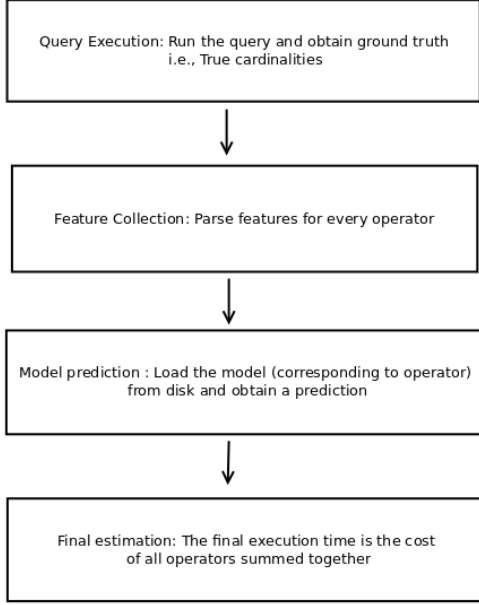 Query Execution: Run the query and obtain ground truth
i.e., True cardinalities
Feature Collection: Parse features for every operator
Model prediction : Load the model (corresponding to operator)
from disk and obtain a prediction
Final estimation: The final execution time is the cost
of all operators summed together